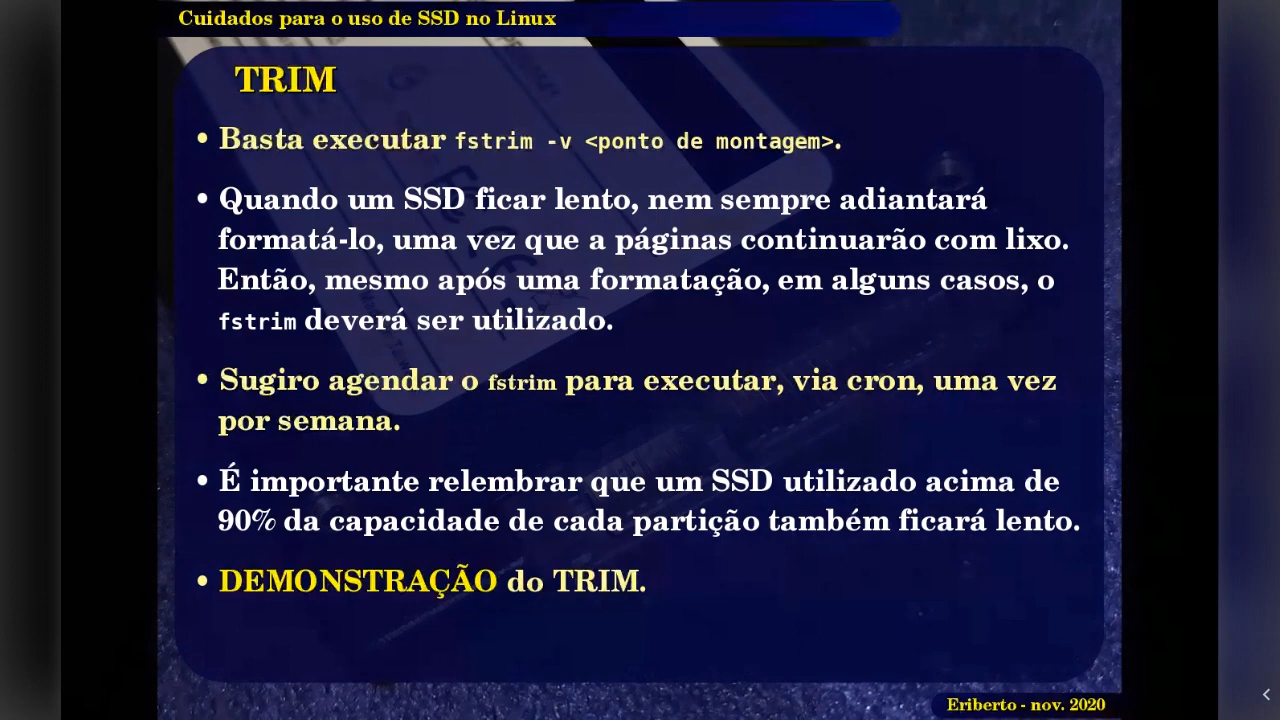 Cuidados para o uso de SSD no Linux
TRIM
• Basta executar fstrim -v <ponto de montagem>.
• Quando um SSD ficar lento, nem sempre adiantará
formatá-lo, uma vez que a páginas continuarão com lixo.
Então, mesmo após uma formatação, em alguns casos, o
fstrim deverá ser utilizado.
• Sugiro agendar o fstrim para executar, via cron, uma vez
por semana.
• É importante relembrar que um SSD utilizado acima de
90% da capacidade de cada partição também ficará lento.
• DEMONSTRAÇÃO do TRIM.
Eriberto - nov. 2020